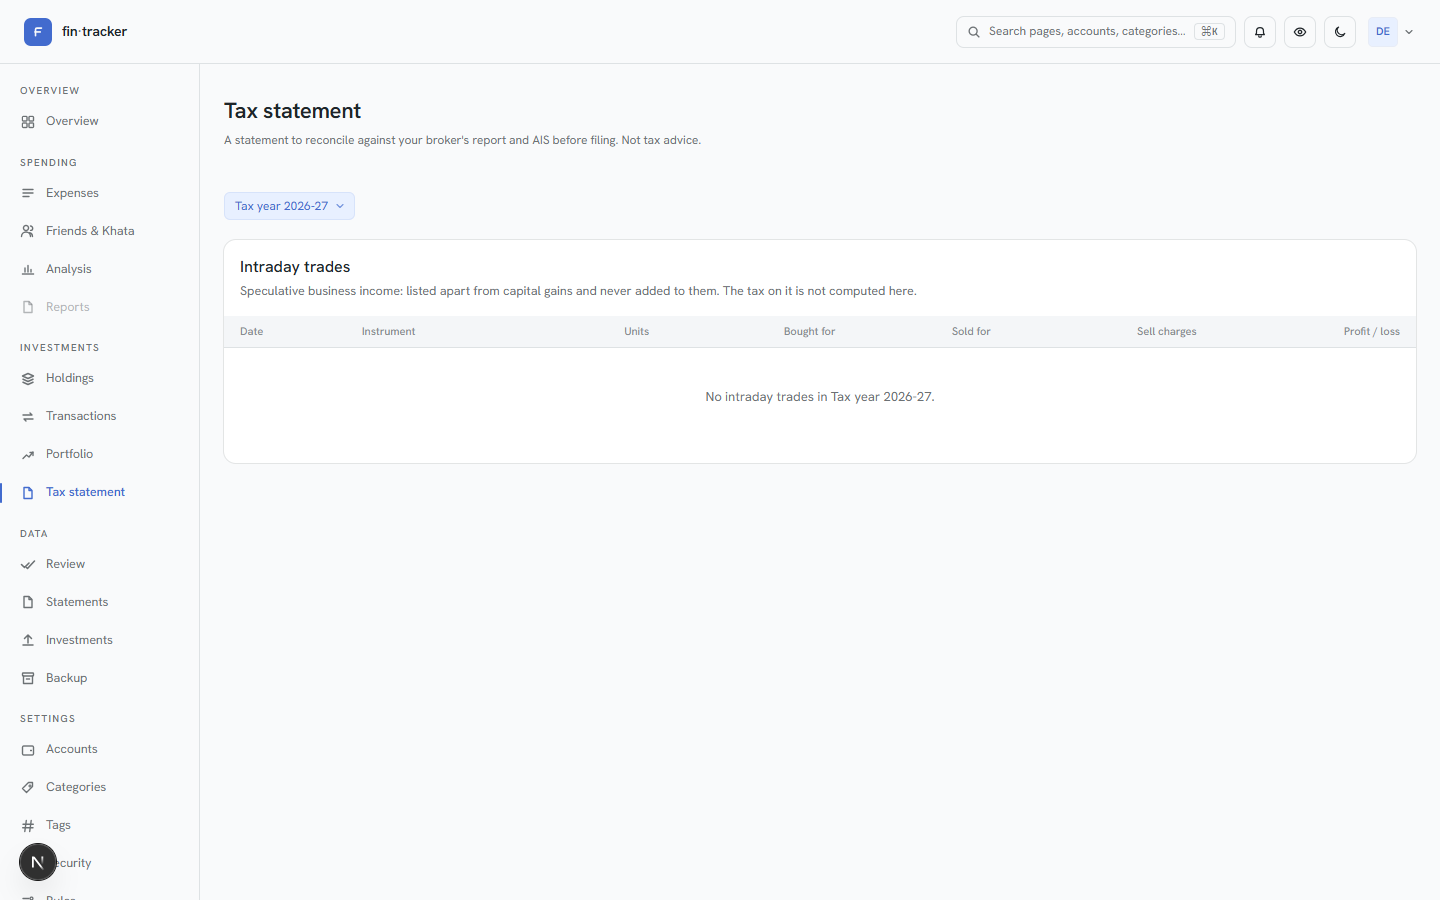 F
fin·tracker
Search pages, accounts, categories...
⌘K
DE
OVERVIEW
Overview
SPENDING
Expenses
Friends & Khata
Analysis
Reports
INVESTMENTS
Holdings
Transactions
Portfolio
Tax statement
DATA
Review
Statements
Investments
Backup
SETTINGS
Accounts
Categories
Tags
N
ecurity
Tax statement
A statement to reconcile against your broker's report and AIS before filing. Not tax advice.
Tax year 2026-27
Intraday trades
Speculative business income: listed apart from capital gains and never added to them. The tax on it is not computed here.
Date Instrument Units Bought for Sold for Sell charges Profit / loss
No intraday trades in Tax year 2026-27.